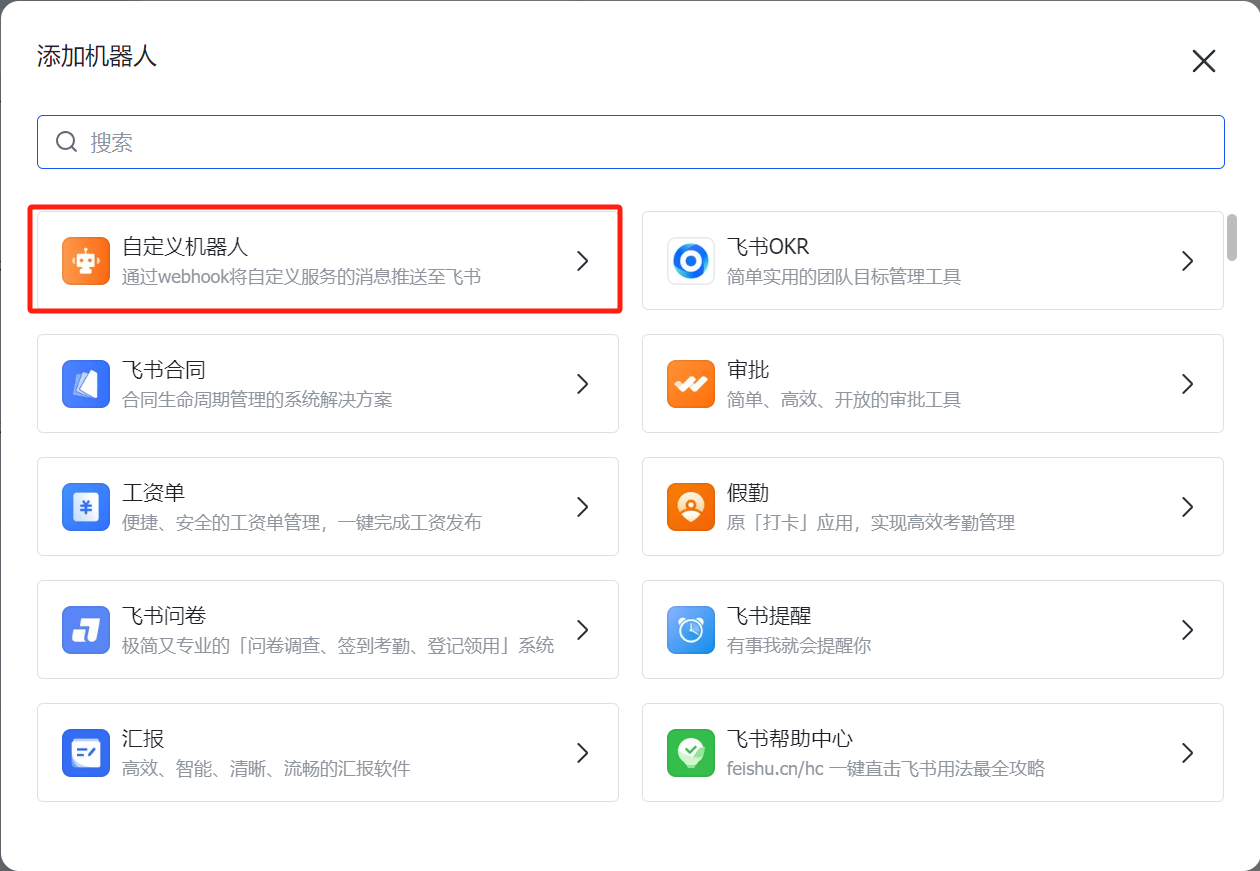 添加机器人
搜索
自定义机器人
通过webhook将自定义服务的消息推送至飞书
飞书OKR
简单实用的团队目标管理工具
飞书合同
合同生命周期管理的系统解决方案
审批
简单、高效、开放的审批工具
工资单
便捷、安全的工资单管理，一键完成工资发布
假勤
原「打卡」应用，实现高效考勤管理
飞书问卷
极简又专业的「问卷调查、签到考勤、登记领用」系统
飞书提醒
有事我就会提醒你
汇报
高效、智能、清晰、流畅的汇报软件
飞书帮助中心
feishu.cn/hc 一键直击飞书用法最全攻略